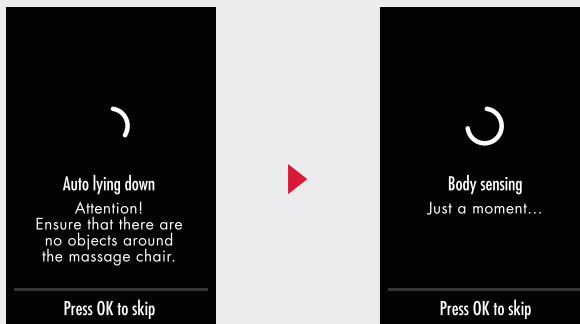 Auto lying down
Attention!
Ensure that there are
no objects around
the massage chair.
Press OK to skip
Body sensing
Just a moment...
Press OK to skip